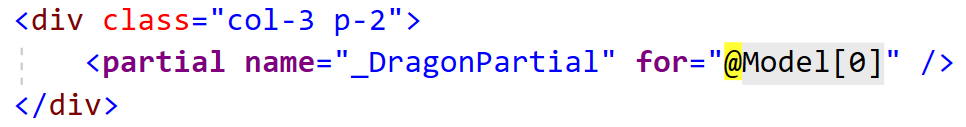 <div class="col-3 p-2">
    <partial name="_DragonPartial" for="@Model[0]" />
</div>